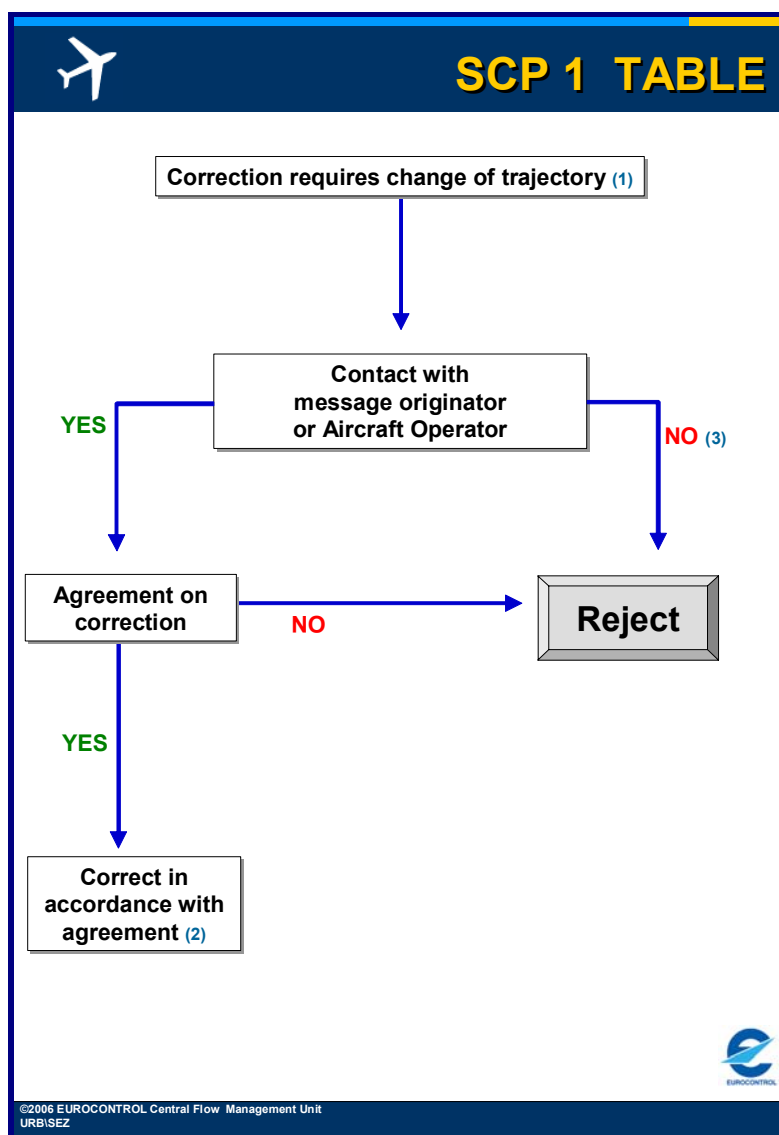 SCP 1 TABLE
Correction requires change of trajectory (1)
Contact with
message originator
or Aircraft Operator
YES
NO (3)
Agreement on
correction
NO
Reject
YES
Correct in
accordance with
agreement (2)
EUROCONTROL
©2006 EUROCONTROL Central Flow Management Unit
URB\SEZ